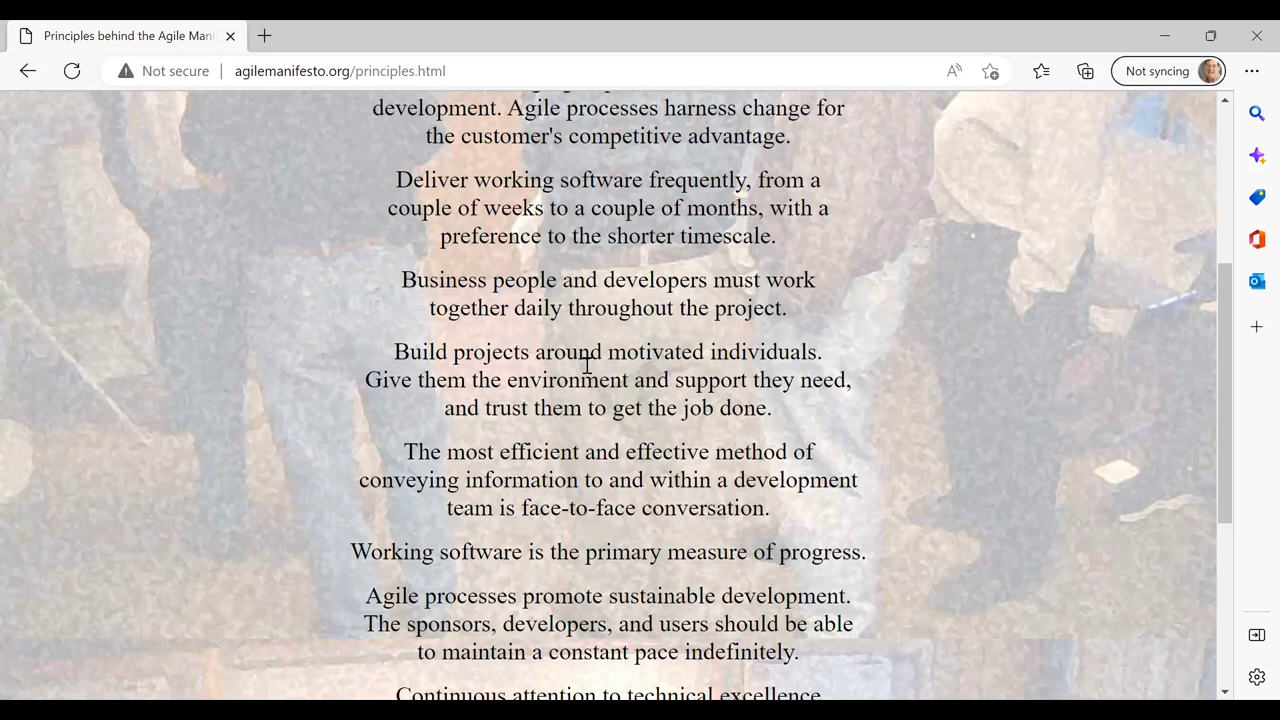 Principles behind the Agile Mani
Not secure
agilemanifesto.org/principles.html
Not syncing
development. Agile processes harness change for
the customer's competitive advantage.
Deliver working software frequently, from a
couple of weeks to a couple of months, with a
preference to the shorter timescale.
Business people and developers must work
together daily throughout the project.
Build projects around motivated individuals.
Give them the environment and support they need,
and trust them to get the job done.
The most efficient and effective method of
conveying information to and within a development
team is face-to-face conversation.
Working software is the primary measure of progress.
Agile processes promote sustainable development.
The sponsors, developers, and users should be able
to maintain a constant pace indefinitely.
Continuous attention to technical excellence